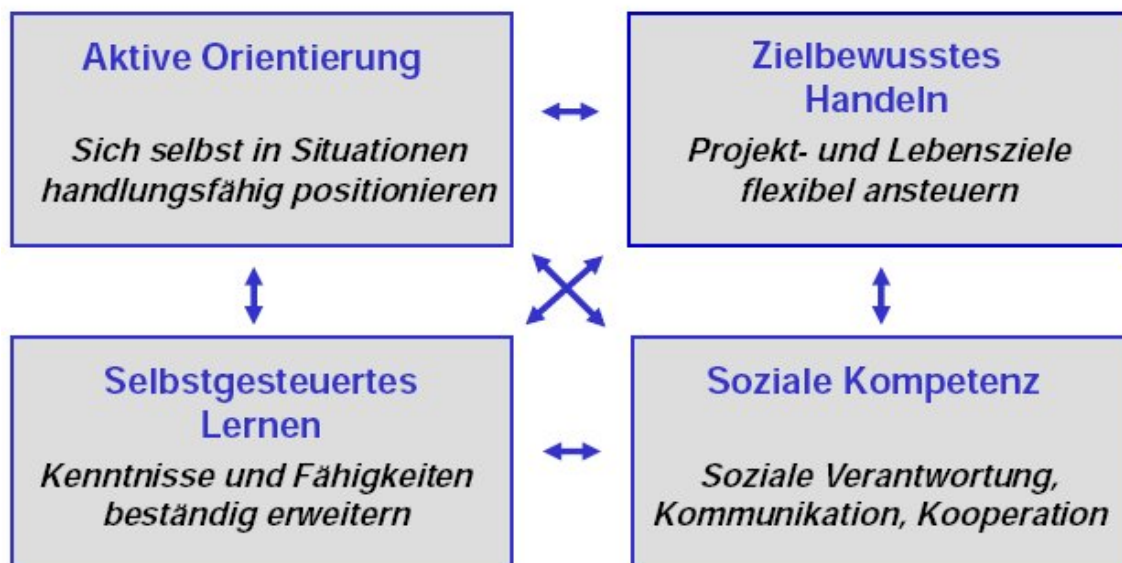 Aktive Orientierung
Sich selbst in Situationen
handlungsfähig positionieren
Zielbewusstes
Handeln
Projekt- und Lebensziele
flexibel ansteuern
Selbstgesteuertes
Lernen
Kenntnisse und Fähigkeiten
beständig erweitern
Soziale Kompetenz
Soziale Verantwortung,
Kommunikation, Kooperation